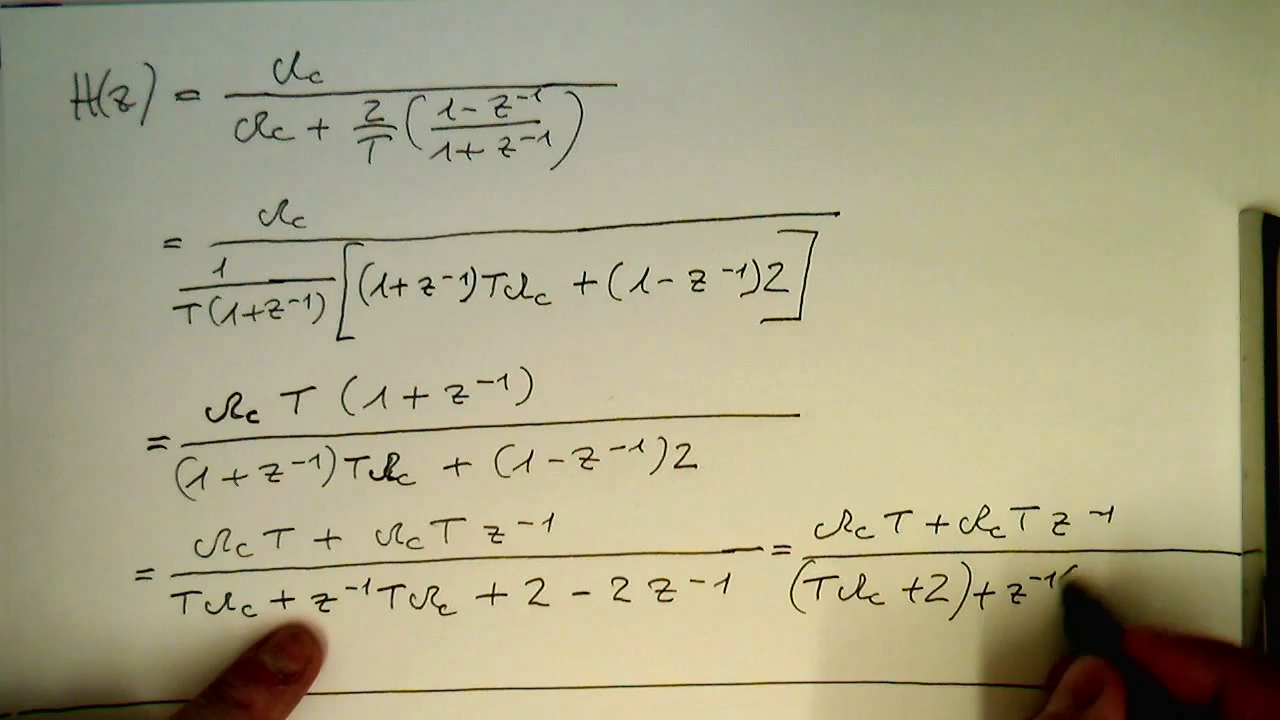 H(z) = Ωc / (Ωc + 2/T ((1 - z⁻¹)/(1 + z⁻¹)))
= Ωc / (1/(T(1+z⁻¹)) [(1+z⁻¹)TΩc + (1 - z⁻¹)2])
= Ωc T (1 + z⁻¹) / ((1 + z⁻¹)TΩc + (1 - z⁻¹)2)
= (Ωc T + Ωc T z⁻¹) / (TΩc + z⁻¹TΩc + 2 - 2z⁻¹) = (Ωc T + Ωc T z⁻¹) / ((TΩc + 2) + z⁻¹(